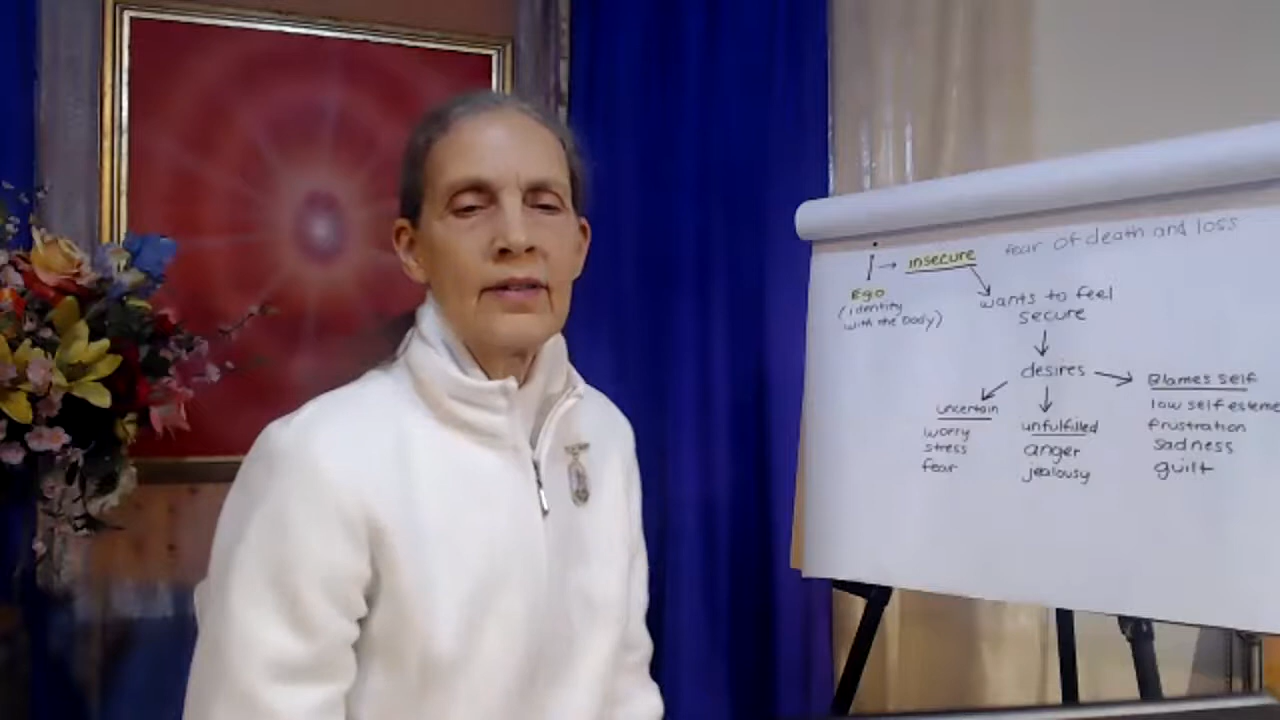 i → insecure fear of death and loss
Ego
(identity
with the body)
wants to feel
secure
desires
uncertain
worry
stress
fear
unfulfilled
anger
jealousy
Blames self
low self esteme
frustration
sadness
guilt